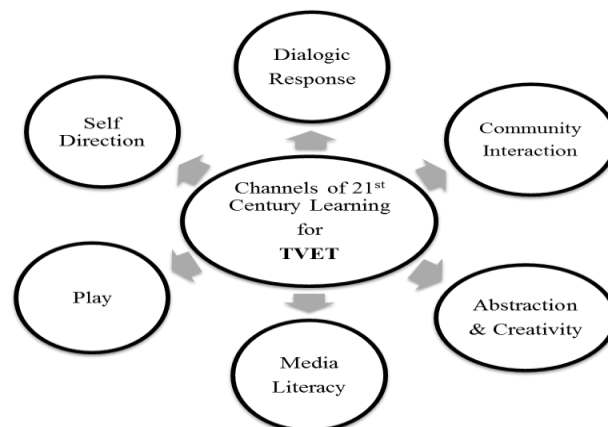 Dialogic
Response
Self
Direction
Community
Interaction
Channels of 21st
Century Learning
for
TVET
Play
Abstraction
& Creativity
Media
Literacy